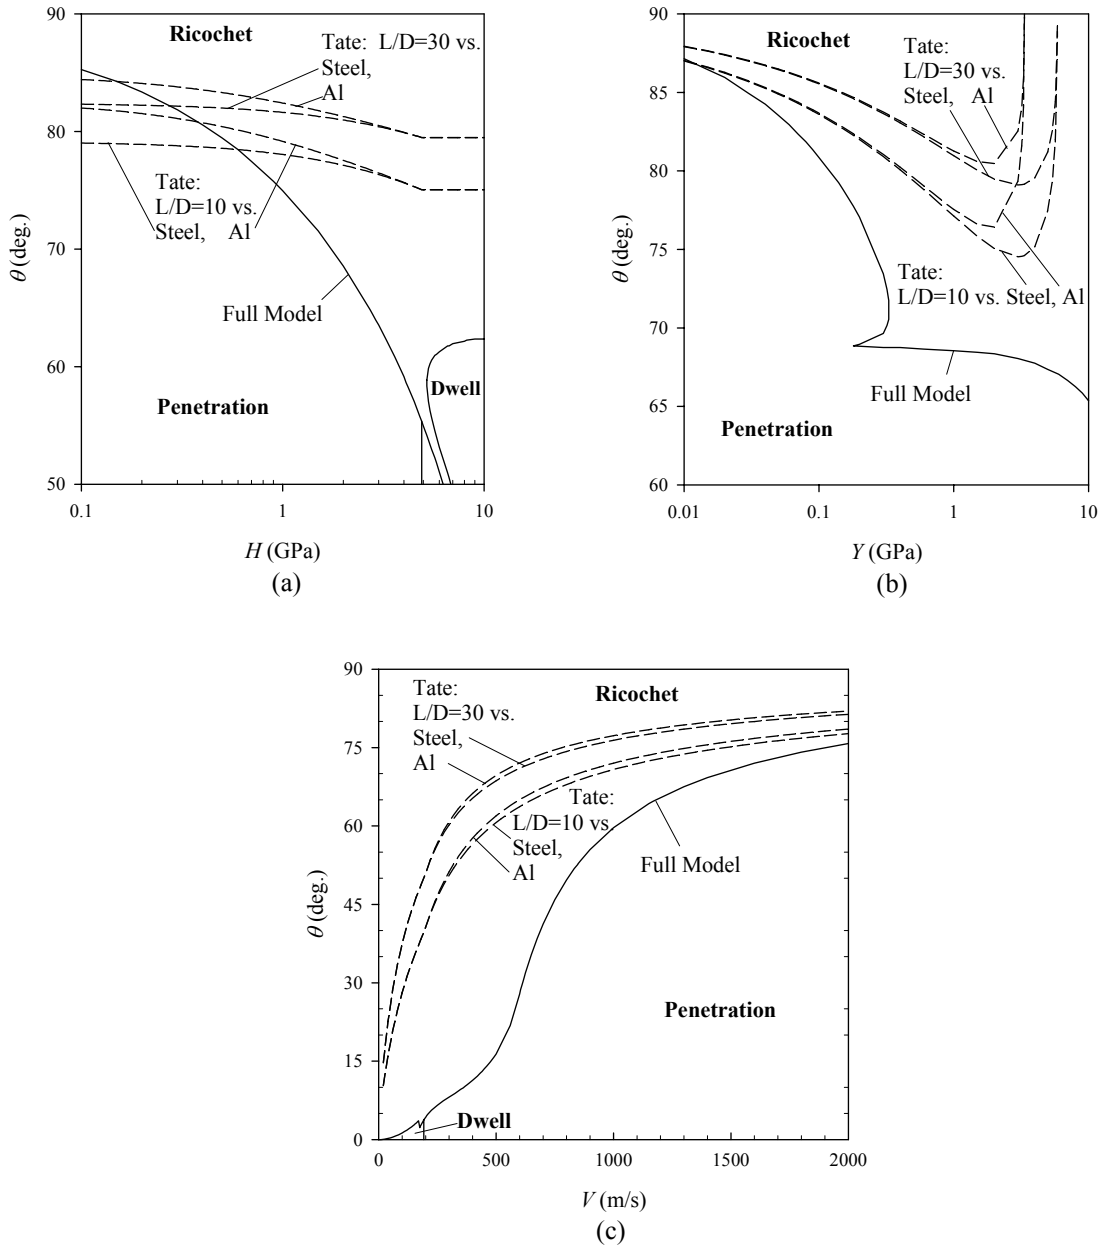 90
80
70
60
50
θ (deg.)
Ricochet
Tate: L/D=30 vs.
Steel,
Al
Tate:
L/D=10 vs.
Steel, Al
Full Model
Penetration
Dwell
0.1 1 10
H (GPa)
(a)
90
85
80
75
70
65
60
θ (deg.)
Ricochet
Tate:
L/D=30 vs.
Steel, Al
Tate:
L/D=10 vs. Steel, Al
Full Model
Penetration
0.01 0.1 1 10
Y (GPa)
(b)
90
75
60
45
30
15
0
θ (deg.)
Tate:
L/D=30 vs.
Steel,
Al
Ricochet
Tate:
L/D=10 vs.
Steel,
Al
Full Model
Penetration
Dwell
0 500 1000 1500 2000
V (m/s)
(c)